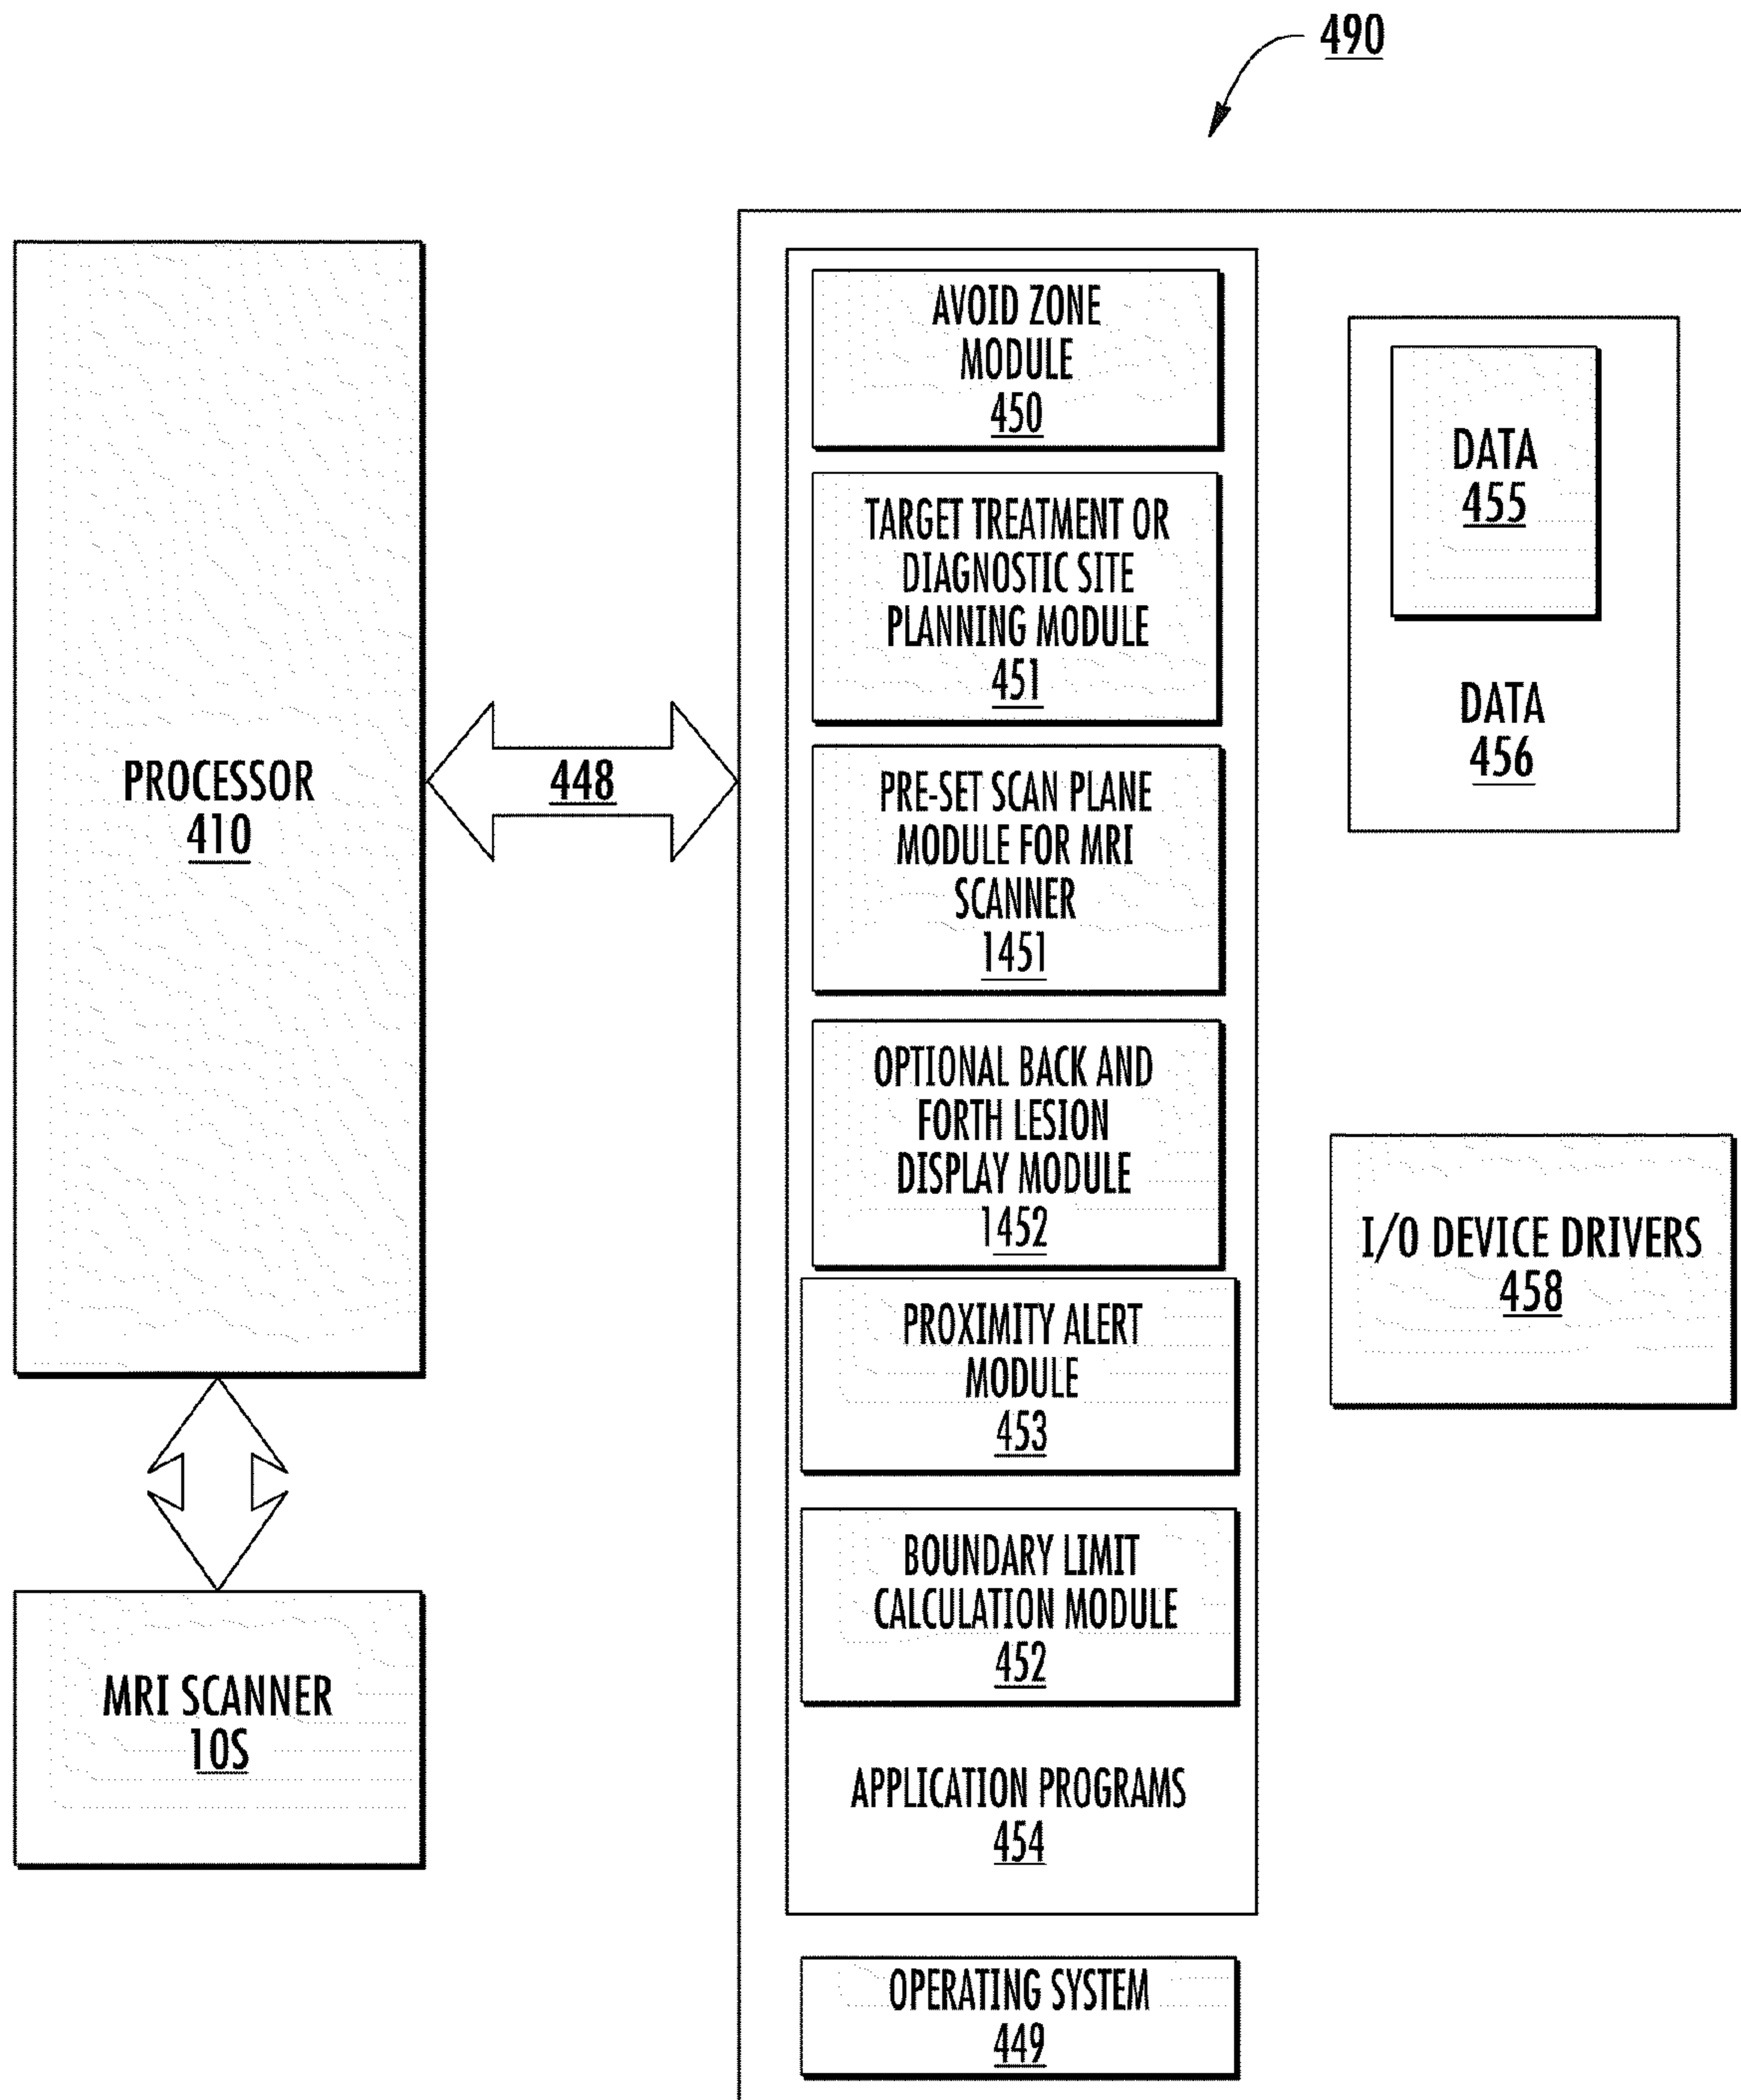 490
PROCESSOR
410
448
MRI SCANNER
10S
AVOID ZONE
MODULE
450
TARGET TREATMENT OR
DIAGNOSTIC SITE
PLANNING MODULE
451
PRE-SET SCAN PLANE
MODULE FOR MRI
SCANNER
1451
OPTIONAL BACK AND
FORTH LESION
DISPLAY MODULE
1452
PROXIMITY ALERT
MODULE
453
BOUNDARY LIMIT
CALCULATION MODULE
452
APPLICATION PROGRAMS
454
OPERATING SYSTEM
449
DATA
455
DATA
456
I/O DEVICE DRIVERS
458